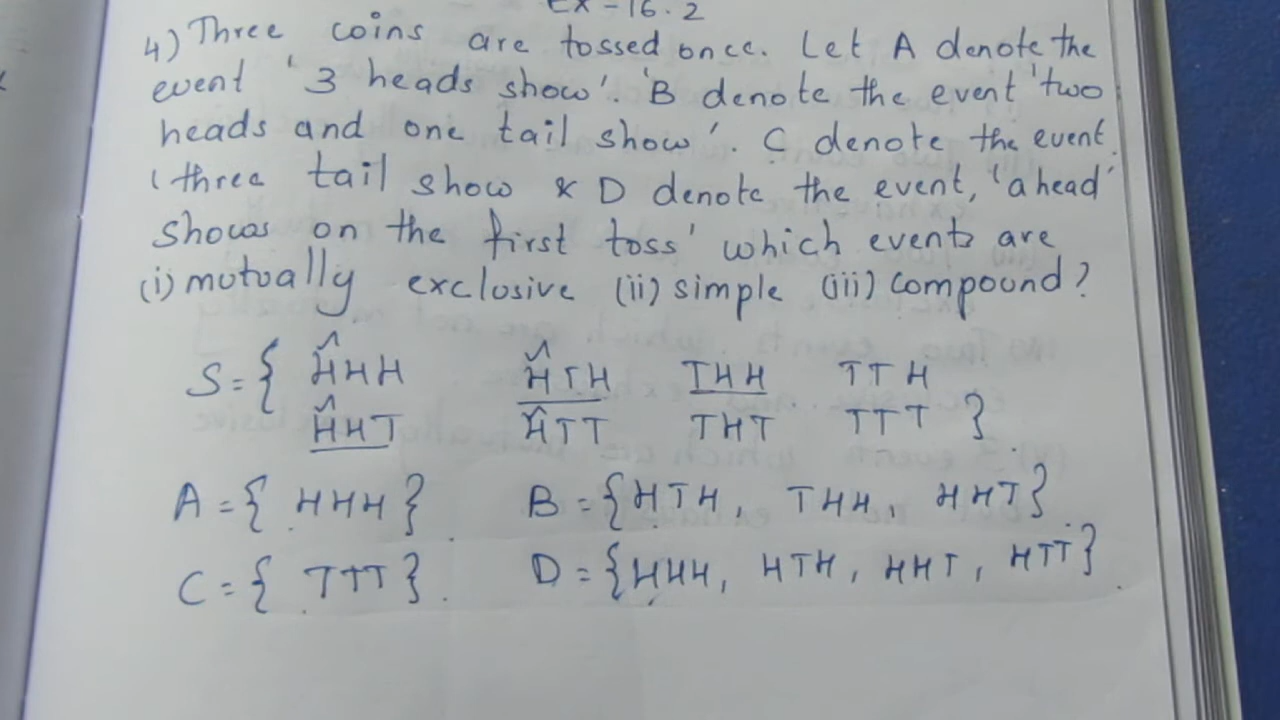 Ex-16.2
4) Three coins are tossed once. Let A denote the
event '3 heads show'. 'B denote the event 'two
heads and one tail show'. C denote the event
'three tail show & D denote the event, 'a head'
shows on the first toss' which events are
(i) mutually exclusive (ii) simple (iii) compound?
S = { HHH HTH THH TTH
HHT HTT THT TTT }
A = { HHH } B = {HTH, THH, HHT}
C = { TTT } D = {HHH, HTH, HHT, HTT}